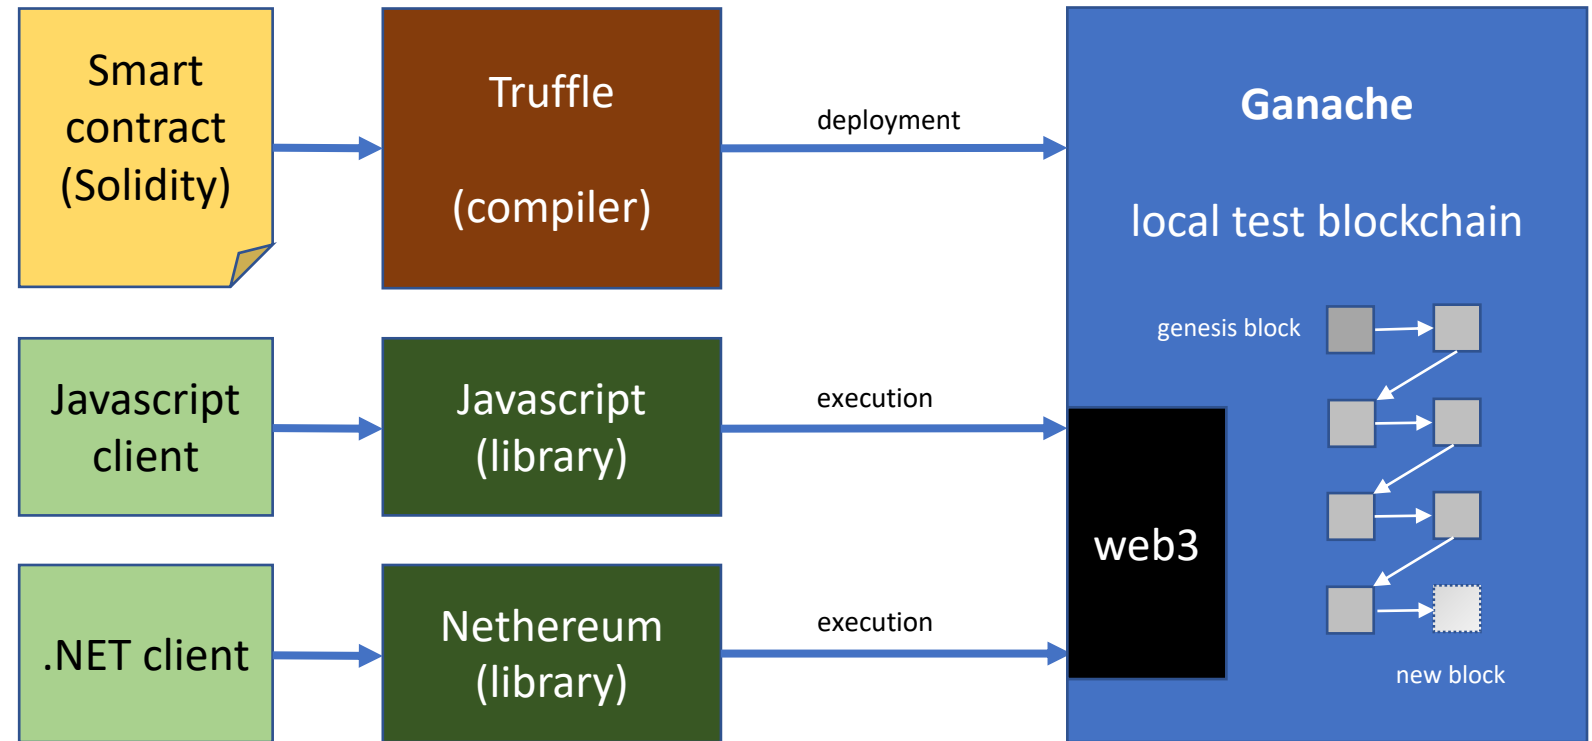 Smart
contract
(Solidity)
Truffle
(compiler)
deployment
Ganache
local test blockchain
genesis block
Javascript
client
Javascript
(library)
execution
web3
.NET client
Nethereum
(library)
execution
new block